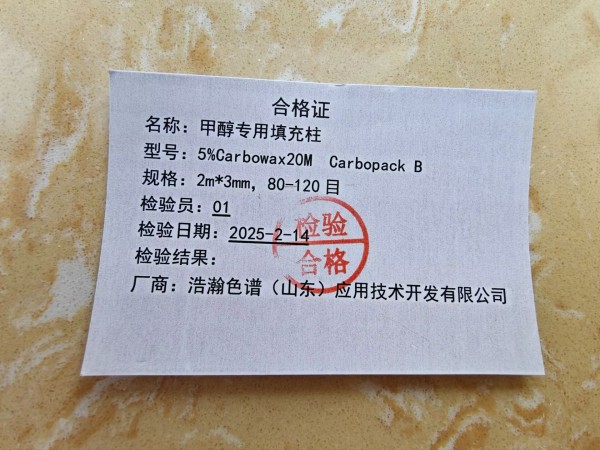 合格证
名称：甲醇专用填充柱
型号：5%Carbowax20M Carbopack B
规格：2m*3mm，80-120 目
检验员：01
检验日期：2025-2-14
检验结果：
检验
合格
厂商：浩瀚色谱（山东）应用技术开发有限公司